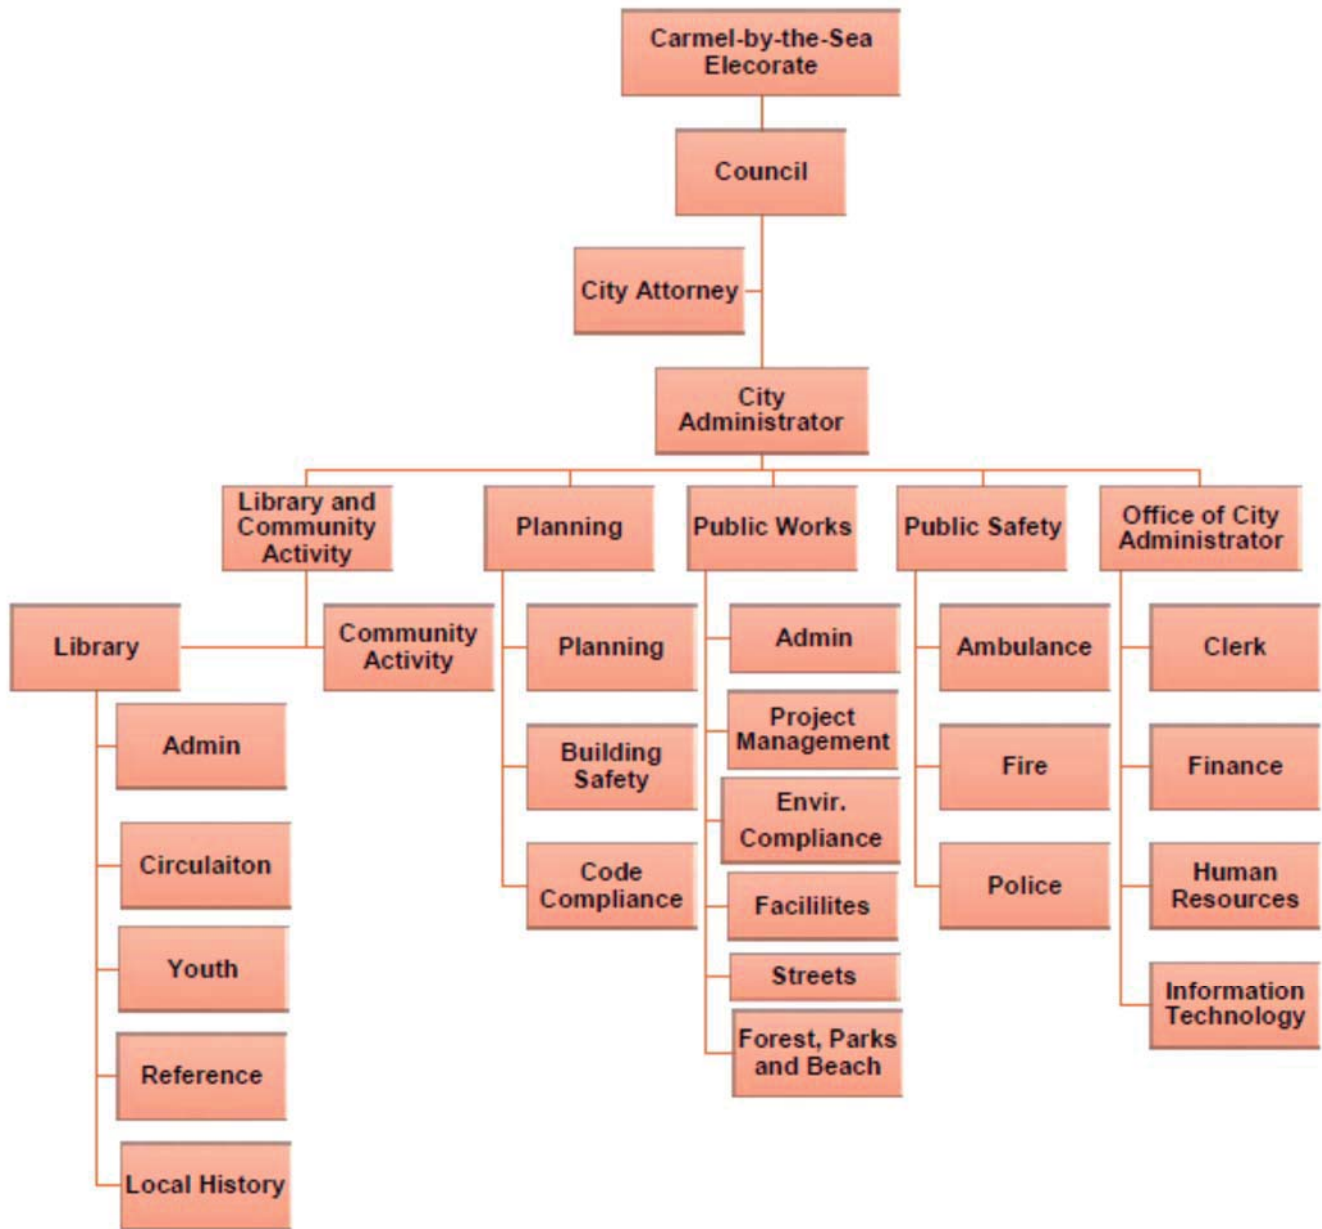 Carmel-by-the-Sea
Elecorate
Council
City Attorney
City
Administrator
Library and
Community
Activity
Planning
Public Works
Public Safety
Office of City
Administrator
Library
Community
Activity
Admin
Circulaiton
Youth
Reference
Local History
Planning
Building
Safety
Code
Compliance
Admin
Project
Management
Envir.
Compliance
Facililites
Streets
Forest, Parks
and Beach
Ambulance
Fire
Police
Clerk
Finance
Human
Resources
Information
Technology